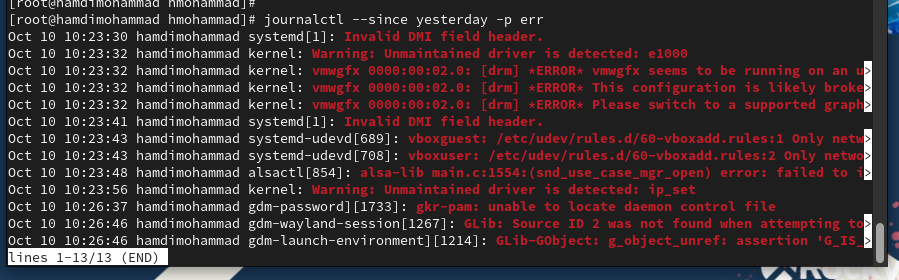 [root@hamdimohammad hmohammad]#
[root@hamdimohammad hmohammad]# journalctl --since yesterday -p err
Oct 10 10:23:30 hamdimohammad systemd[1]: Invalid DMI field header.
Oct 10 10:23:32 hamdimohammad kernel: Warning: Unmaintained driver is detected: e1000
Oct 10 10:23:32 hamdimohammad kernel: vmwgfx 0000:00:02.0: [drm] *ERROR* vmwgfx seems to be running on an u>
Oct 10 10:23:32 hamdimohammad kernel: vmwgfx 0000:00:02.0: [drm] *ERROR* This configuration is likely broke>
Oct 10 10:23:32 hamdimohammad kernel: vmwgfx 0000:00:02.0: [drm] *ERROR* Please switch to a supported graph>
Oct 10 10:23:41 hamdimohammad systemd[1]: Invalid DMI field header.
Oct 10 10:23:43 hamdimohammad systemd-udevd[689]: vboxguest: /etc/udev/rules.d/60-vboxadd.rules:1 Only netw>
Oct 10 10:23:43 hamdimohammad systemd-udevd[708]: vboxuser: /etc/udev/rules.d/60-vboxadd.rules:2 Only netwo>
Oct 10 10:23:48 hamdimohammad alsactl[854]: alsa-lib main.c:1554:(snd_use_case_mgr_open) error: failed to i>
Oct 10 10:23:56 hamdimohammad kernel: Warning: Unmaintained driver is detected: ip_set
Oct 10 10:26:37 hamdimohammad gdm-password][1733]: gkr-pam: unable to locate daemon control file
Oct 10 10:26:46 hamdimohammad gdm-wayland-session[1267]: GLib: Source ID 2 was not found when attempting to>
Oct 10 10:26:46 hamdimohammad gdm-launch-environment][1214]: GLib-GObject: g_object_unref: assertion 'G_IS_>
lines 1-13/13 (END)